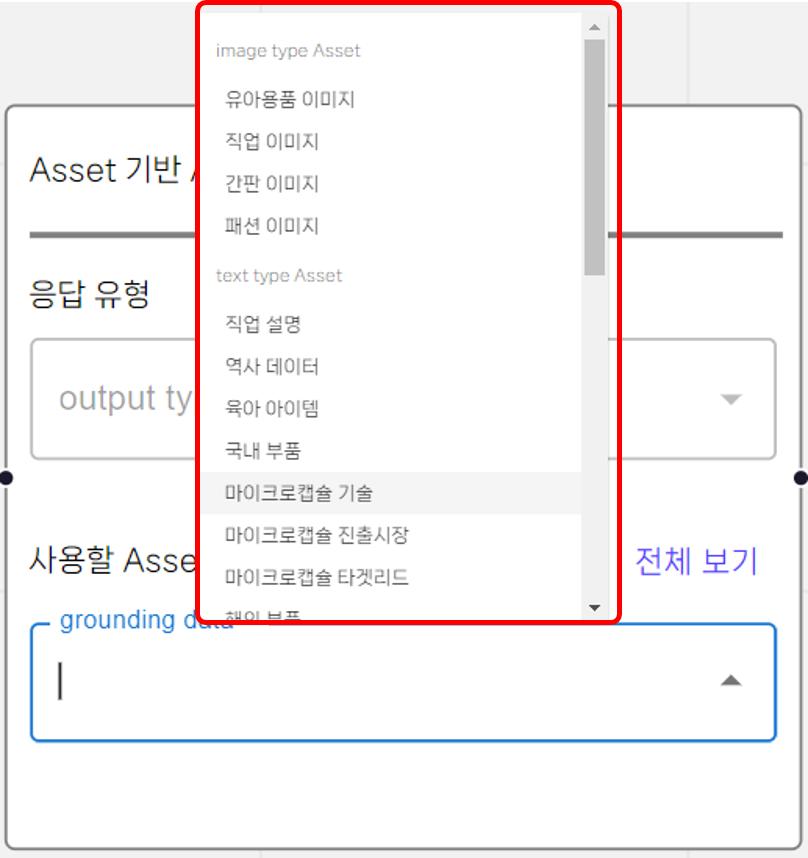 image type Asset
유아용품 이미지
직업 이미지
간판 이미지
패션 이미지
text type Asset
직업 설명
역사 데이터
육아 아이템
국내 부품
마이크로캡슐 기술
마이크로캡슐 진출시장
마이크로캡슐 타겟리드
해외 부품
Asset 기반
응답 유형
output ty
사용할 Asse
전체 보기
grounding data